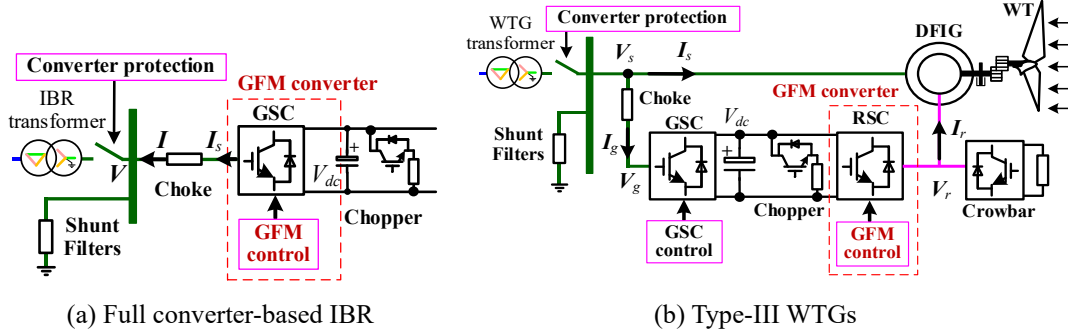 Converter protection
IBR
transformer
GFM converter
GSC
I
I_s
V
Choke
V_dc
+
Chopper
Shunt
Filters
GFM
control
(a) Full converter-based IBR
WTG
transformer
Converter protection
V_s
I_s
DFIG
WT
Choke
GFM converter
GSC
V_dc
RSC
I_g
I_r
Shunt
Filters
+
V_g
V_r
Chopper
Crowbar
GSC
control
GFM
control
(b) Type-III WTGs